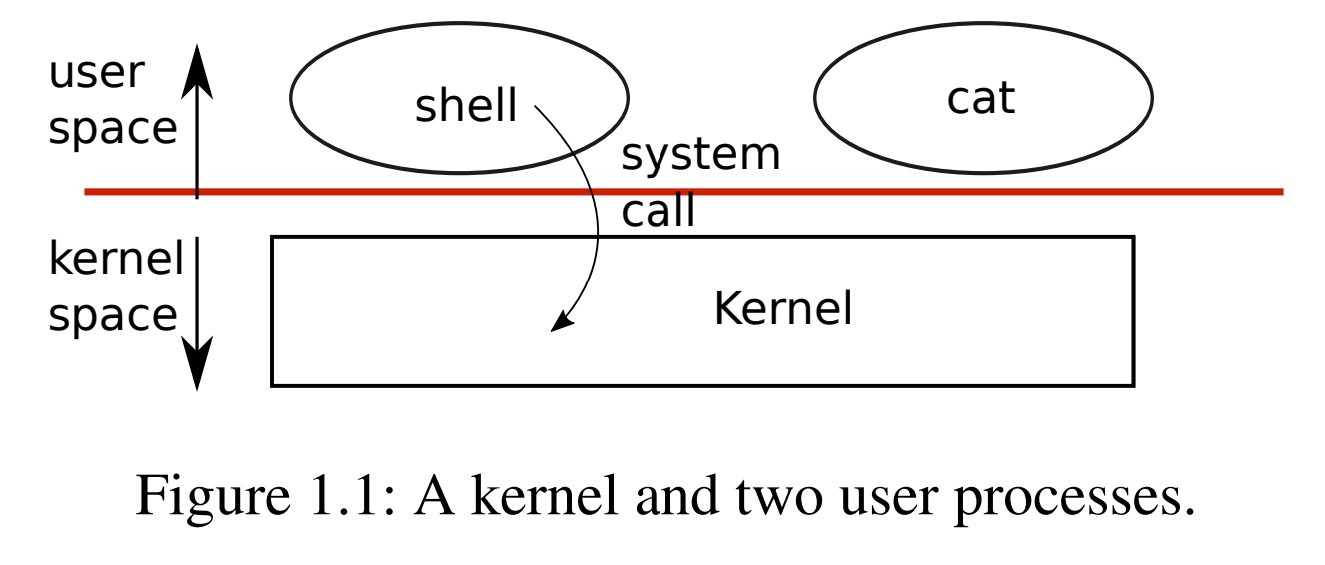 user
space
shell
cat
system
call
kernel
space
Kernel
Figure 1.1: A kernel and two user processes.